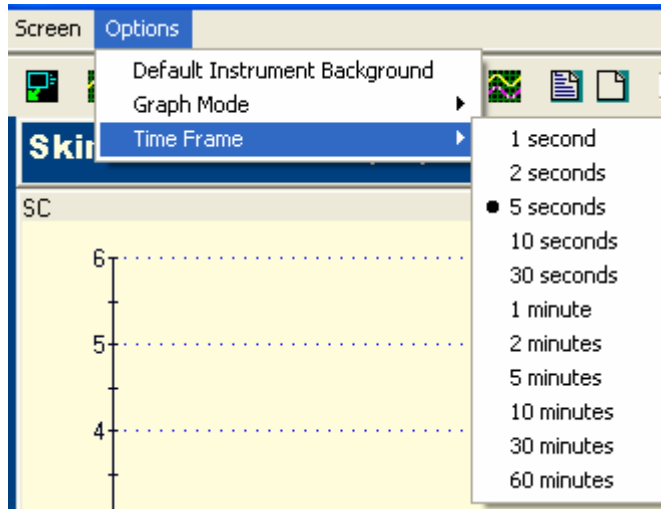 Screen Options
Default Instrument Background
Graph Mode
Time Frame
1 second
2 seconds
5 seconds
10 seconds
30 seconds
1 minute
2 minutes
5 minutes
10 minutes
30 minutes
60 minutes
SC
6
5
4